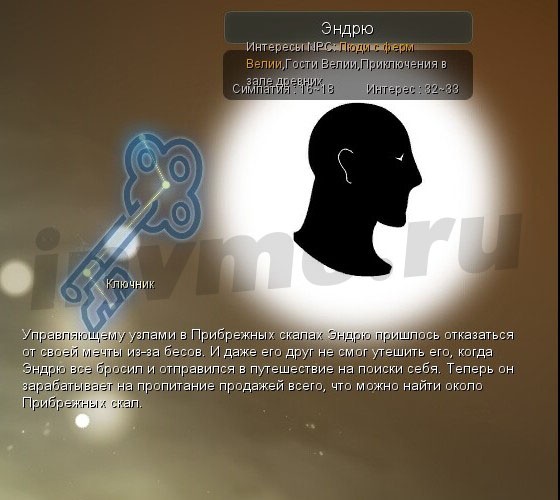 Эндрю
Интересы NPC: Люди с ферм
Велии,Гости Велии,Приключения в
зале древних
Симпатия : 16~18 Интерес : 32~33
invmo.ru
Ключник
Управляющему узлами в Прибрежных скалах Эндрю пришлось отказаться
от своей мечты из-за бесов. И даже его друг не смог утешить его, когда
Эндрю все бросил и отправился в путешествие на поиски себя. Теперь он
зарабатывает на пропитание продажей всего, что можно найти около
Прибрежных скал.